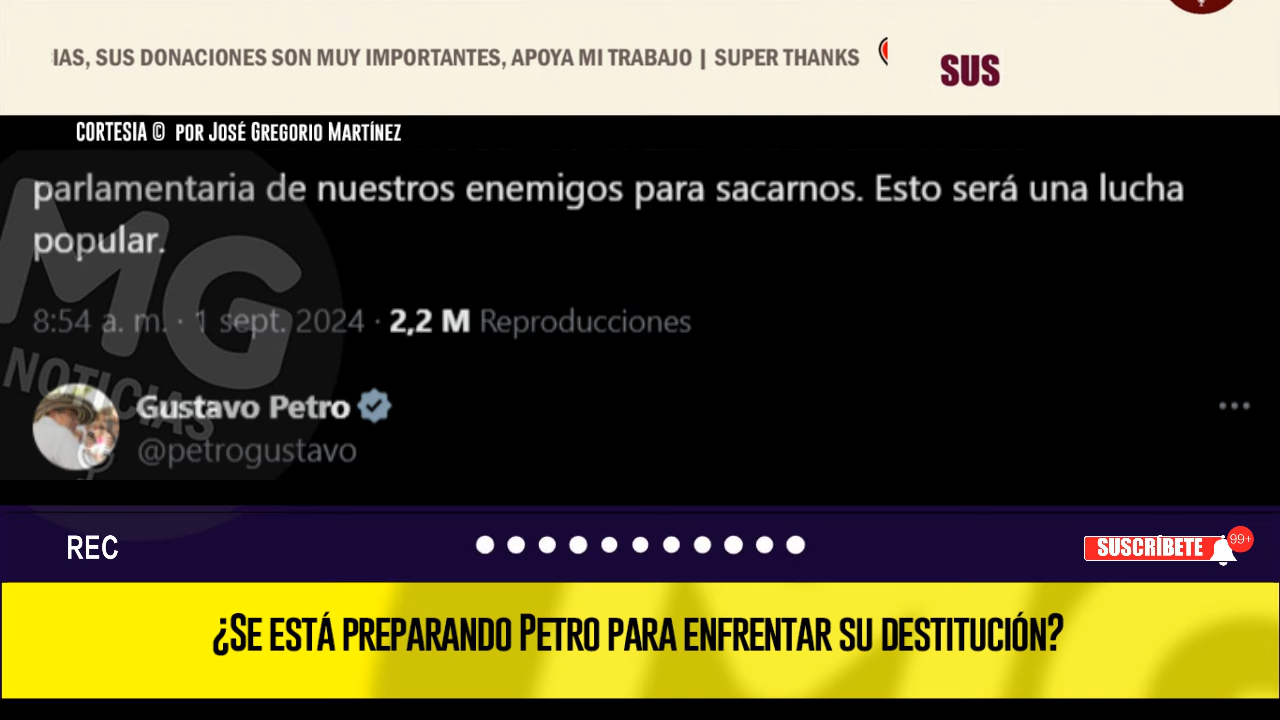 IAS, SUS DONACIONES SON MUY IMPORTANTES, APOYA MI TRABAJO | SUPER THANKS
SUS
CORTESIA © POR JOSÉ GREGORIO MARTÍNEZ
parlamentaria de nuestros enemigos para sacarnos. Esto será una lucha
popular.
8:54 a. m. · 1 sept. 2024 · 2,2 M Reproducciones
MG
NOTICIAS
Gustavo Petro
@petrogustavo
REC
SUSCRÍBETE
99+
¿SE ESTÁ PREPARANDO PETRO PARA ENFRENTAR SU DESTITUCIÓN?